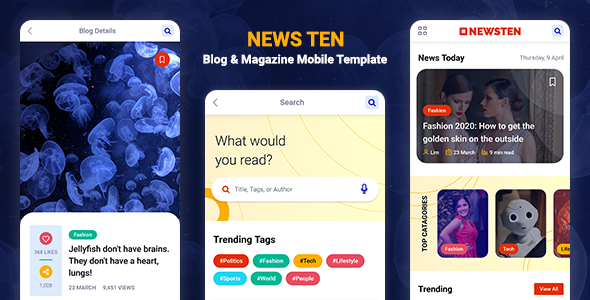 Blog Details
Fashion
368 LIKES
1,028
Jellyfish don't have brains.
They don't have a heart,
lungs!
23 MARCH 9,451 VIEWS
NEWS TEN
Blog & Magazine Mobile Template
Search
What would
you read?
Title, Tags, or Author
Trending Tags
#Politics #Fashion #Tech #Lifestyle
#Sports #World #People
NEWSTEN
News Today Thursday, 9 April
Fashion
Fashion 2020: How to get the
golden skin on the outside
Lim 23 March 9 min read
TOP CATAGORIES
Fashion
Tech
Life
Trending View All